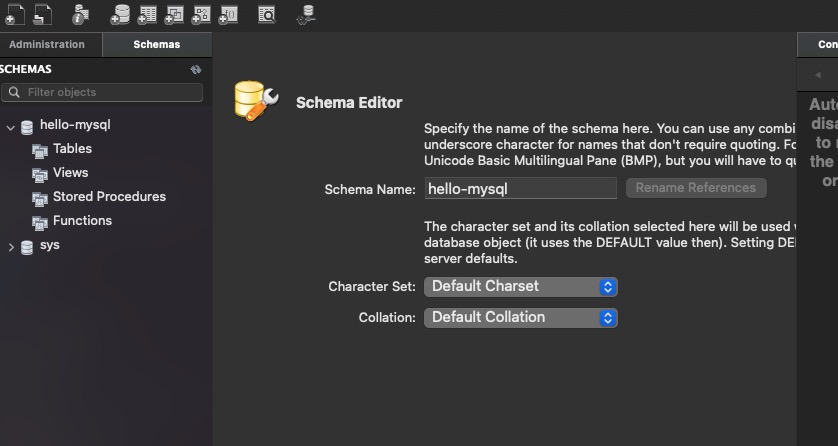 Administration
Schemas
SCHEMAS
Filter objects
hello-mysql
Tables
Views
Stored Procedures
Functions
sys
Schema Editor
Specify the name of the schema here. You can use any combi
underscore character for names that don't require quoting. Fo
Unicode Basic Multilingual Pane (BMP), but you will have to qu
Schema Name:
hello-mysql
Rename References
The character set and its collation selected here will be used w
database object (it uses the DEFAULT value then). Setting DE
server defaults.
Character Set:
Default Charset
Collation:
Default Collation
Con
Auto
disa
to
the
or